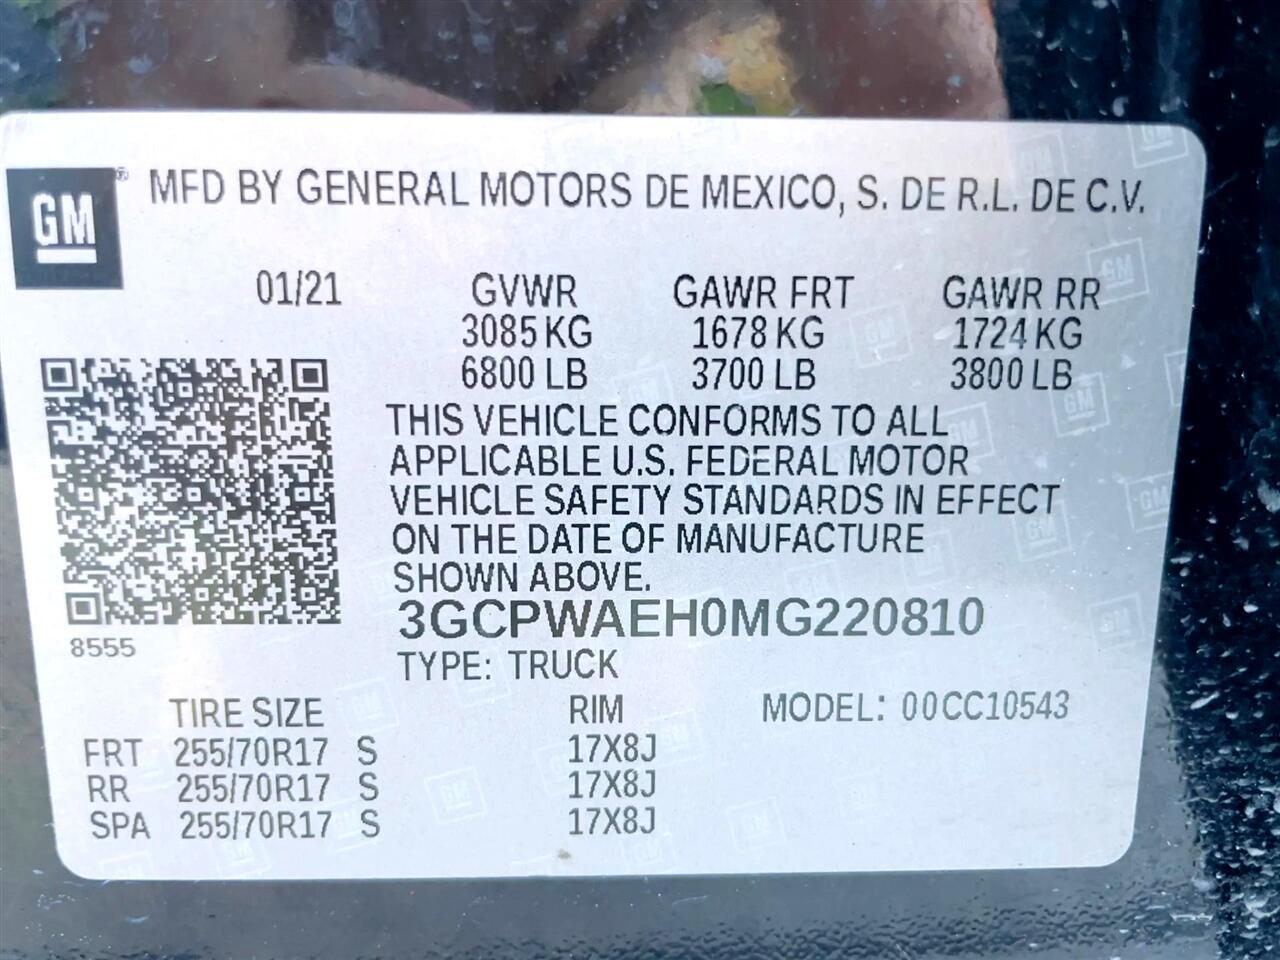 GM® MFD BY GENERAL MOTORS DE MEXICO, S. DE R.L. DE C.V.
01/21 GVWR GAWR FRT GAWR RR
3085 KG 1678 KG 1724 KG
6800 LB 3700 LB 3800 LB
THIS VEHICLE CONFORMS TO ALL
APPLICABLE U.S. FEDERAL MOTOR
VEHICLE SAFETY STANDARDS IN EFFECT
ON THE DATE OF MANUFACTURE
SHOWN ABOVE.
3GCPWAEH0MG220810
8555
TYPE: TRUCK
TIRE SIZE RIM MODEL: 00CC10543
FRT 255/70R17 S 17X8J
RR 255/70R17 S 17X8J
SPA 255/70R17 S 17X8J